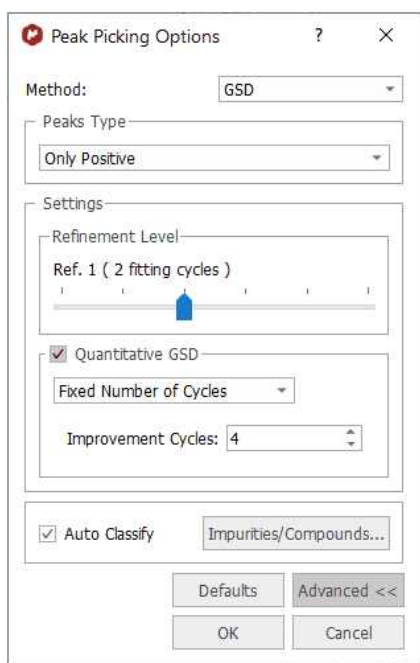 Peak Picking Options ? ×
Method: GSD
Peaks Type
Only Positive
Settings
Refinement Level
Ref. 1 ( 2 fitting cycles )
Quantitative GSD
Fixed Number of Cycles
Improvement Cycles: 4
Auto Classify Impurities/Compounds...
Defaults Advanced <<
OK Cancel